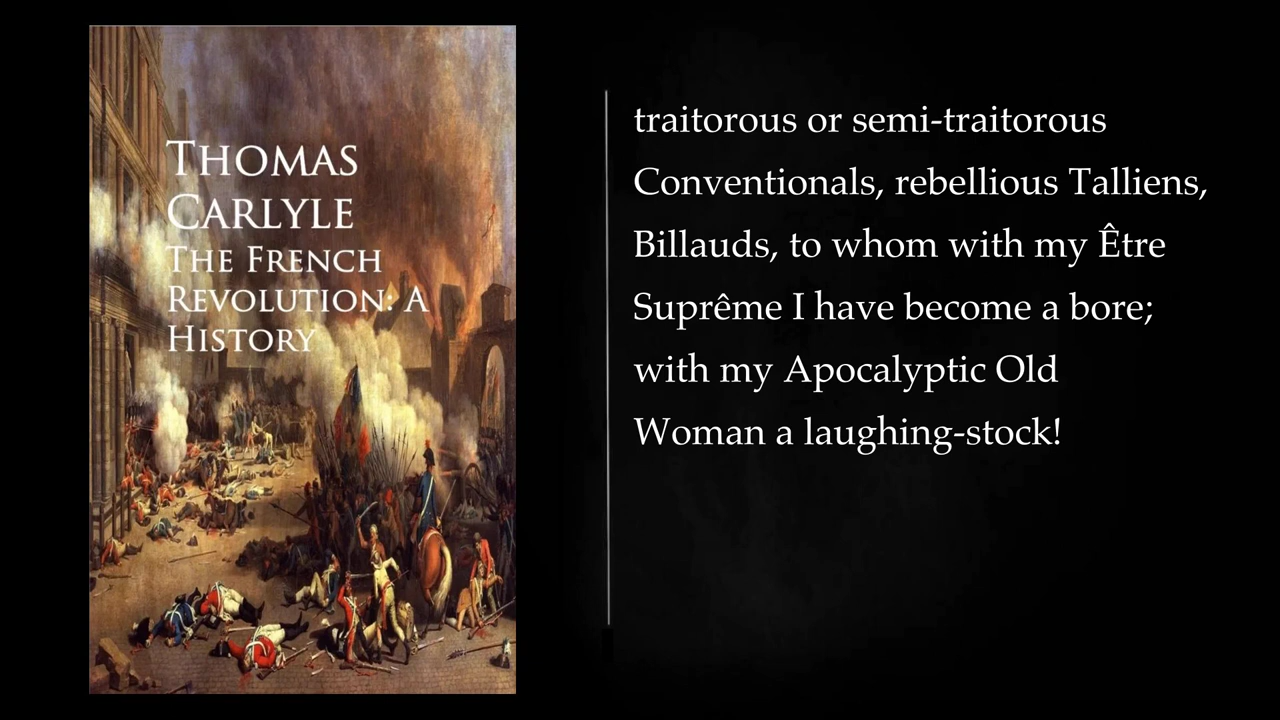 THOMAS
CARLYLE
THE FRENCH
REVOLUTION: A
HISTORY
traitorous or semi-traitorous
Conventionals, rebellious Talliens,
Billauds, to whom with my Être
Suprême I have become a bore;
with my Apocalyptic Old
Woman a laughing-stock!